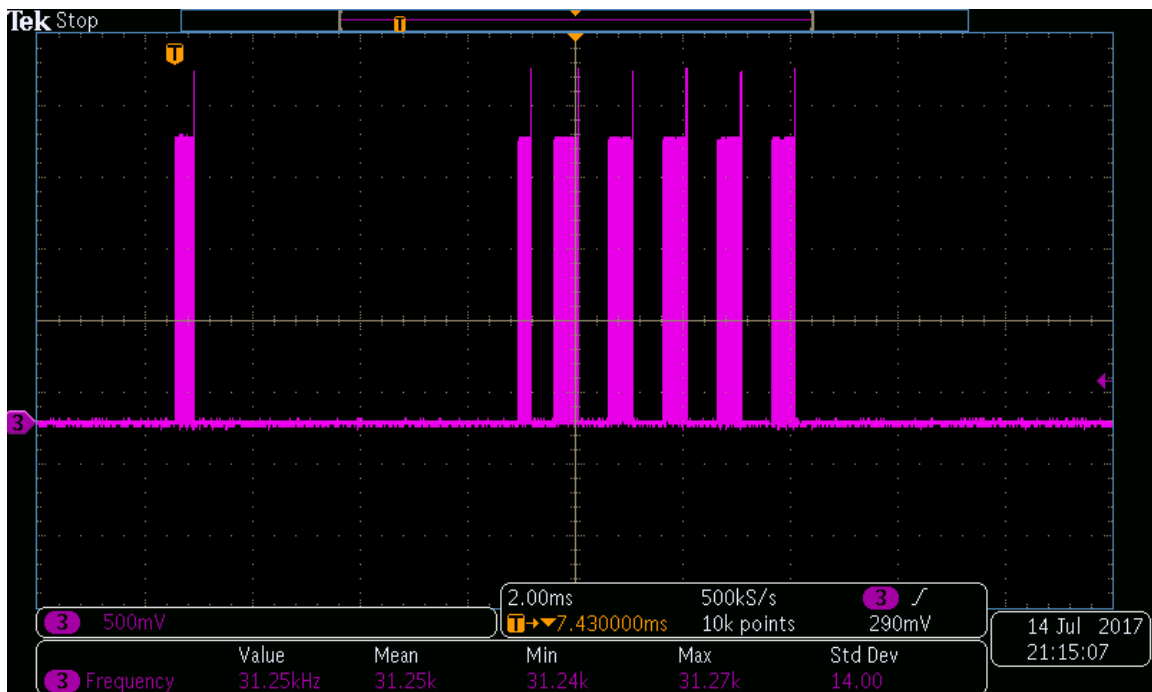 Tek Stop
T
T
3
2.00ms 500kS/s 3
3 500mV T→▼7.430000ms 10k points 290mV
14 Jul 2017
21:15:07
Value Mean Min Max Std Dev
3 Frequency 31.25kHz 31.25k 31.24k 31.27k 14.00